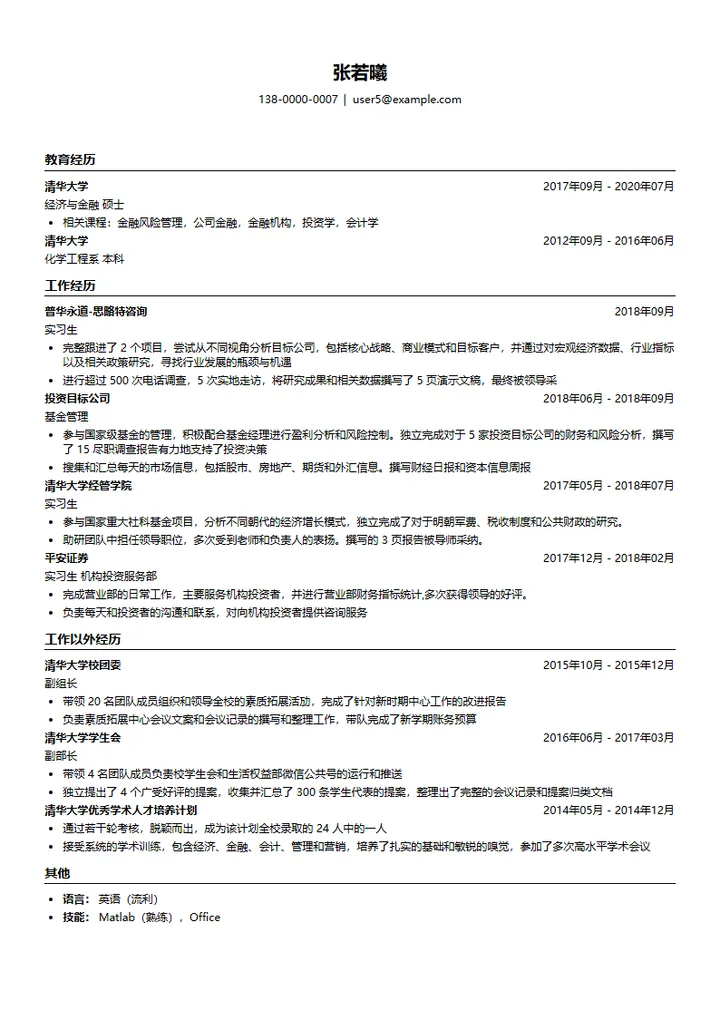 张若曦
138-0000-0007 | user5@example.com
教育经历
清华大学 2017年09月 - 2020年07月
经济与金融 硕士
• 相关课程：金融风险管理，公司金融，金融机构，投资学，会计学
清华大学 2012年09月 - 2016年06月
化学工程系 本科
工作经历
普华永道-思略特咨询 2018年09月
实习生
• 完整跟进了 2 个项目，尝试从不同视角分析目标公司，包括核心战略、商业模式和目标客户，并通过对宏观经济数据、行业指标
以及相关政策研究，寻找行业发展的瓶颈与机遇
• 进行超过 500 次电话调查，5 次实地走访，将研究成果和相关数据撰写了 5 页演示文稿，最终被领导采
投资目标公司 2018年06月 - 2018年09月
基金管理
• 参与国家级基金的管理，积极配合基金经理进行盈利分析和风险控制。独立完成对于 5 家投资目标公司的财务和风险分析，撰写
了 15 尽职调查报告有力地支持了投资决策
• 搜集和汇总每天的市场信息，包括股市、房地产、期货和外汇信息。撰写财经日报和资本信息周报
清华大学经管学院 2017年05月 - 2018年07月
实习生
• 参与国家重大社科基金项目，分析不同朝代的经济增长模式，独立完成了对于明朝军费、税收制度和公共财政的研究。
• 助研团队中担任领导职位，多次受到老师和负责人的表扬。撰写的 3 页报告被导师采纳。
平安证券 2017年12月 - 2018年02月
实习生 机构投资服务部
• 完成营业部的日常工作，主要服务机构投资者，并进行营业部财务指标统计,多次获得领导的好评。
• 负责每天和投资者的沟通和联系，对向机构投资者提供咨询服务
工作以外经历
清华大学校团委 2015年10月 - 2015年12月
副组长
• 带领 20 名团队成员组织和领导全校的素质拓展活动，完成了针对新时期中心工作的改进报告
• 负责素质拓展中心会议文案和会议记录的撰写和整理工作，带队完成了新学期账务预算
清华大学学生会 2016年06月 - 2017年03月
副部长
• 带领 4 名团队成员负责校学生会和生活权益部微信公共号的运行和推送
• 独立提出了 4 个广受好评的提案，收集并汇总了 300 条学生代表的提案，整理出了完整的会议记录和提案归类文档
清华大学优秀学术人才培养计划 2014年05月 - 2014年12月
• 通过若干轮考核，脱颖而出，成为该计划全校录取的 24 人中的一人
• 接受系统的学术训练，包含经济、金融、会计、管理和营销，培养了扎实的基础和敏锐的嗅觉，参加了多次高水平学术会议
其他
• 语言： 英语（流利）
• 技能： Matlab（熟练），Office